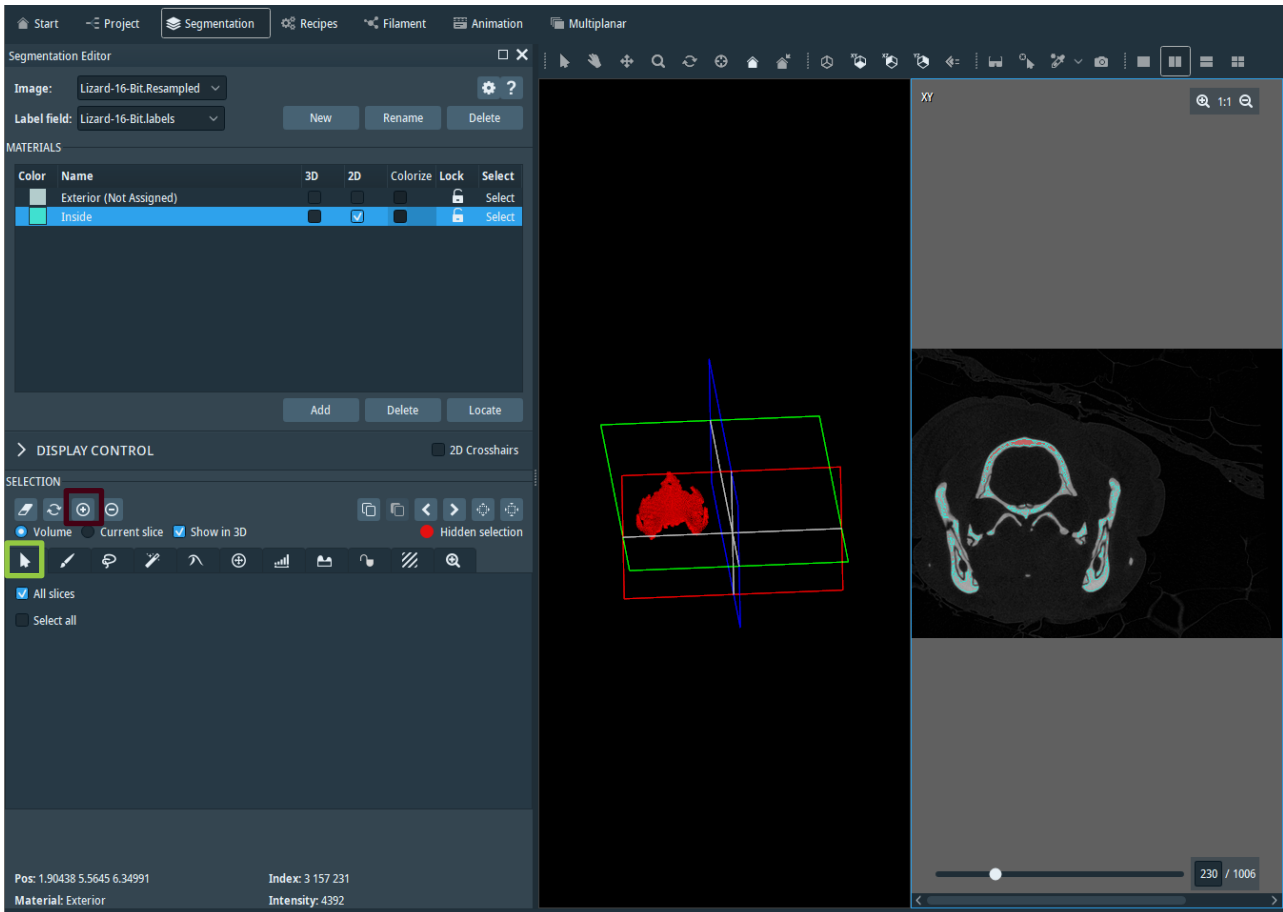 Start Project Segmentation Recipes Filament Animation Multiplanar
Segmentation Editor
Image: Lizard-16-Bit.Resampled
Label field: Lizard-16-Bit.labels New Rename Delete
MATERIALS
Color Name 3D 2D Colorize Lock Select
Exterior (Not Assigned) Select
Inside Select
Add Delete Locate
DISPLAY CONTROL 2D Crosshairs
SELECTION
Volume Current slice Show in 3D Hidden selection
All slices
Select all
Pos: 1.90438 5.5645 6.34991 Index: 3 157 231
Material: Exterior Intensity: 4392
XY 1:1
230 / 1006